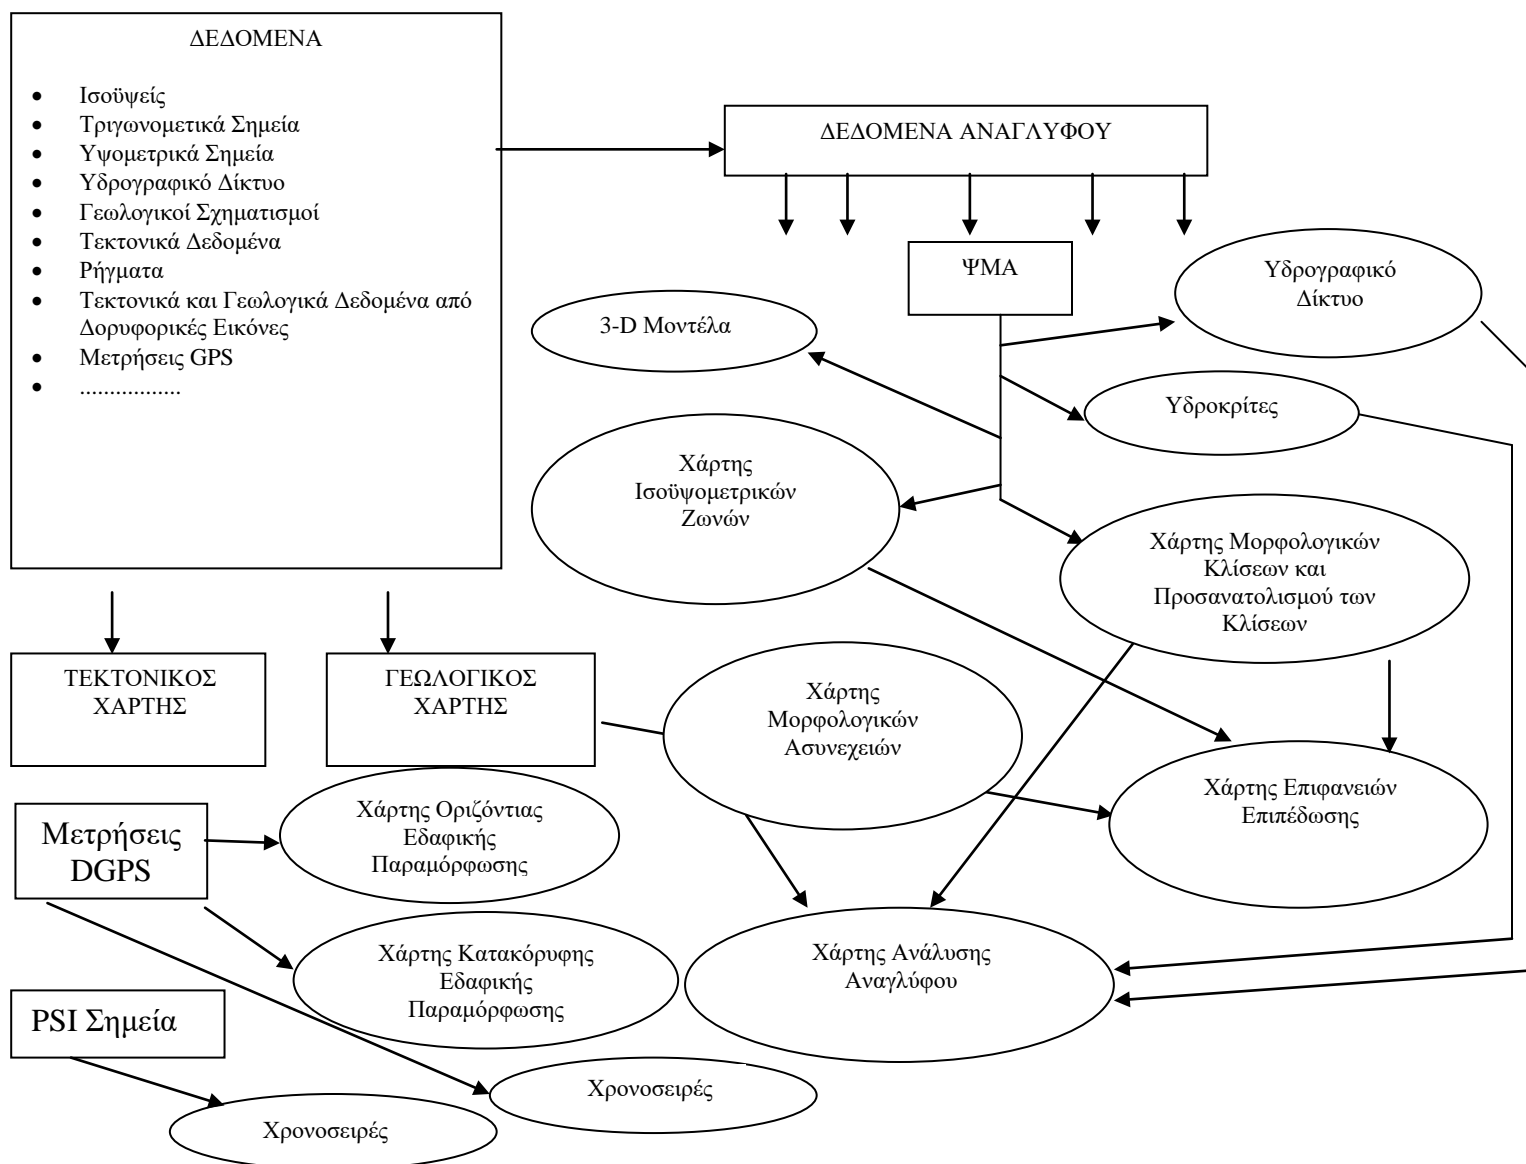 ΔΕΔΟΜΕΝΑ
• Ισοϋψείς
• Τριγωνομετικά Σημεία
• Υψομετρικά Σημεία
• Υδρογραφικό Δίκτυο
• Γεωλογικοί Σχηματισμοί
• Τεκτονικά Δεδομένα
• Ρήγματα
• Τεκτονικά και Γεωλογικά Δεδομένα από
Δορυφορικές Εικόνες
• Μετρήσεις GPS
• .................
ΔΕΔΟΜΕΝΑ ΑΝΑΓΛΥΦΟΥ
ΨΜΑ
Υδρογραφικό
Δίκτυο
3-D Μοντέλα
Υδροκρίτες
Χάρτης
Ισοϋψομετρικών
Ζωνών
Χάρτης Μορφολογικών
Κλίσεων και
Προσανατολισμού των
Κλίσεων
ΤΕΚΤΟΝΙΚΟΣ
ΧΑΡΤΗΣ
ΓΕΩΛΟΓΙΚΟΣ
ΧΑΡΤΗΣ
Χάρτης
Μορφολογικών
Ασυνεχειών
Χάρτης Επιφανειών
Επιπέδωσης
Μετρήσεις
DGPS
Χάρτης Οριζόντιας
Εδαφικής
Παραμόρφωσης
Χάρτης Κατακόρυφης
Εδαφικής
Παραμόρφωσης
Χάρτης Ανάλυσης
Αναγλύφου
PSI Σημεία
Χρονοσειρές
Χρονοσειρές